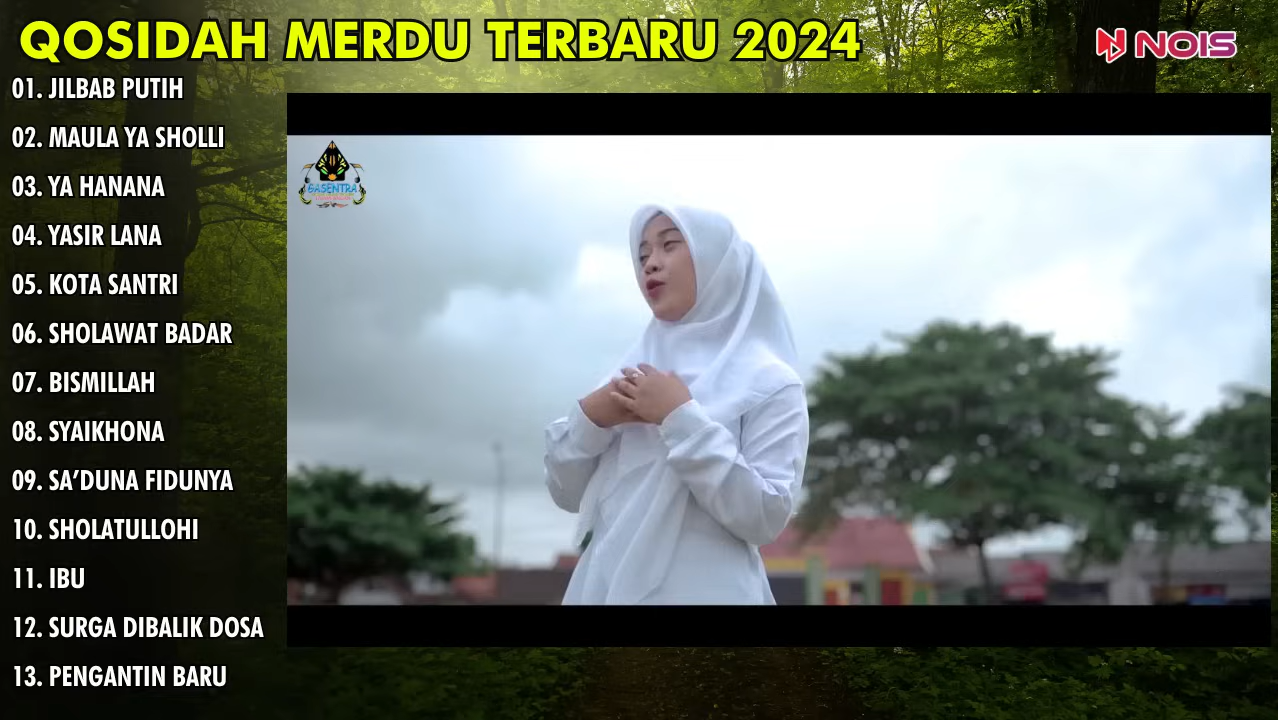 QOSIDAH MERDU TERBARU 2024
NOIS
01. JILBAB PUTIH
02. MAULA YA SHOLLI
03. YA HANANA
04. YASIR LANA
05. KOTA SANTRI
06. SHOLAWAT BADAR
07. BISMILLAH
08. SYAIKHONA
09. SA'DUNA FIDUNYA
10. SHOLATULLOHI
11. IBU
12. SURGA DIBALIK DOSA
13. PENGANTIN BARU
GASENTRA